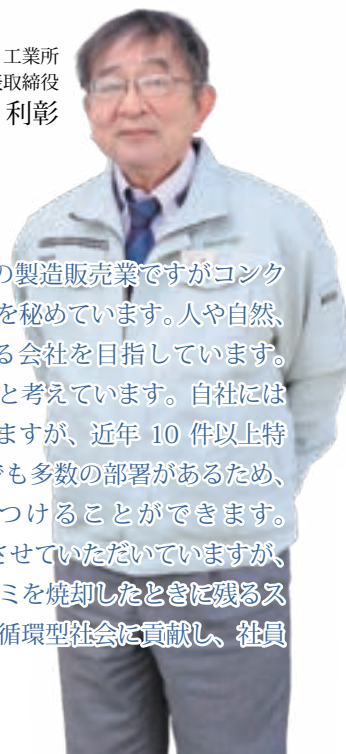 工業所
取締役
利彰
の製造販売業ですがコンク
を秘めています。人や自然、
る会社を目指しています。
と考えています。自社には
ますが、近年 10 件以上特
でも多数の部署があるため、
つけることができます。
させていただいていますが、
ミを焼却したときに残るス
循環型社会に貢献し、社員